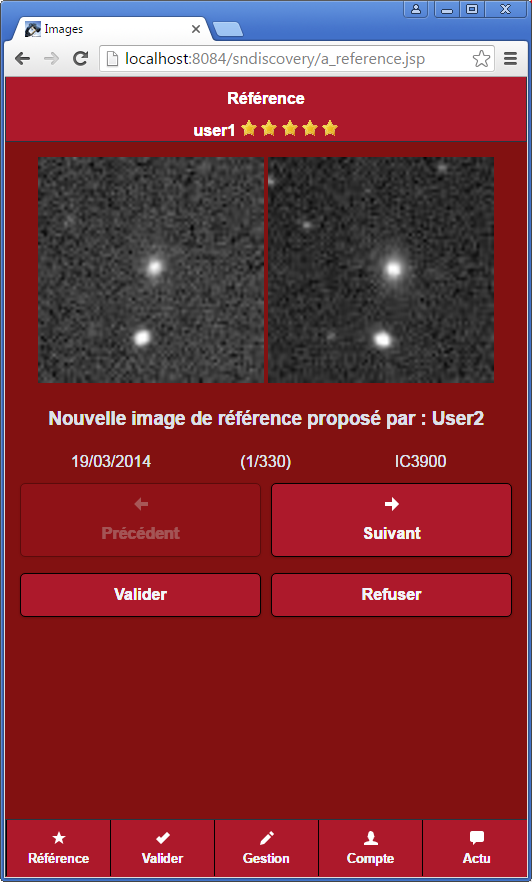 Images
localhost:8084/sndiscovery/a_reference.jsp
Référence
user1
Nouvelle image de référence proposé par : User2
19/03/2014 (1/330) IC3900
Précédent Suivant
Valider Refuser
Référence Valider Gestion Compte Actu